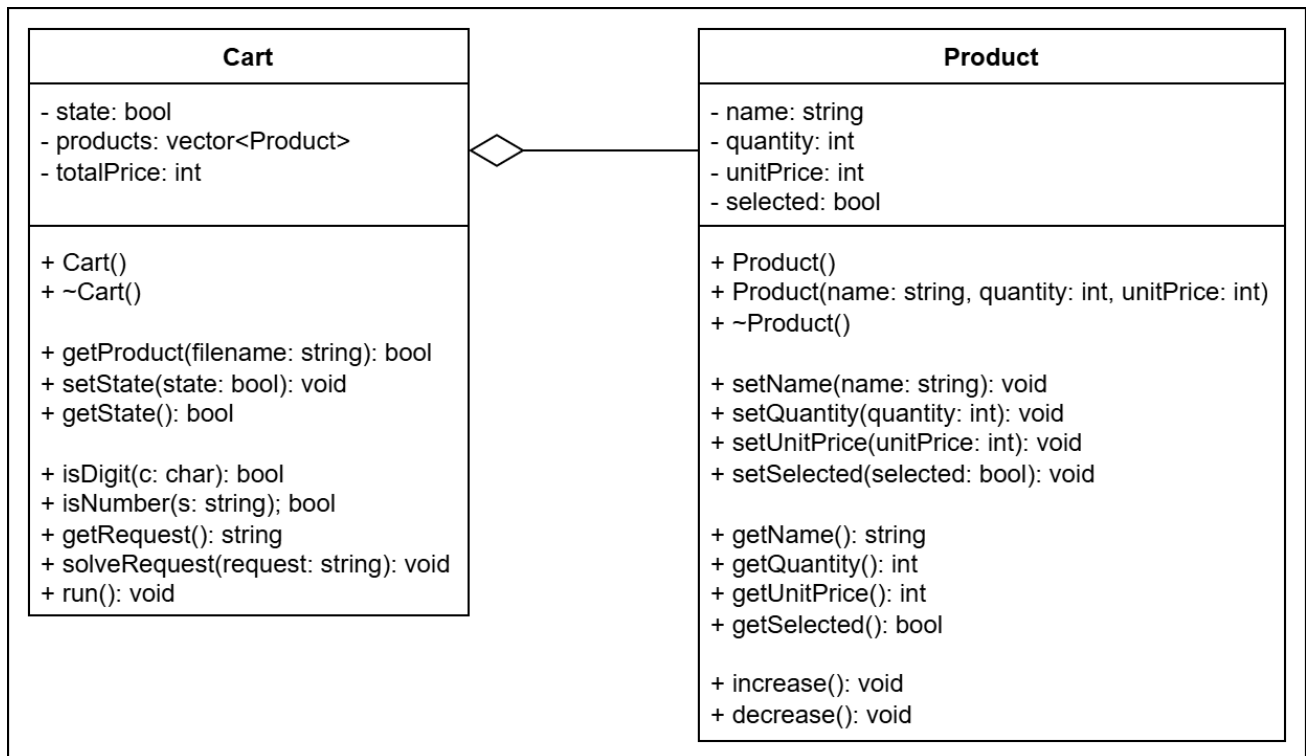 Cart
- state: bool
- products: vector<Product>
- totalPrice: int
+ Cart()
+ ~Cart()
+ getProduct(filename: string): bool
+ setState(state: bool): void
+ getState(): bool
+ isDigit(c: char): bool
+ isNumber(s: string); bool
+ getRequest(): string
+ solveRequest(request: string): void
+ run(): void
Product
- name: string
- quantity: int
- unitPrice: int
- selected: bool
+ Product()
+ Product(name: string, quantity: int, unitPrice: int)
+ ~Product()
+ setName(name: string): void
+ setQuantity(quantity: int): void
+ setUnitPrice(unitPrice: int): void
+ setSelected(selected: bool): void
+ getName(): string
+ getQuantity(): int
+ getUnitPrice(): int
+ getSelected(): bool
+ increase(): void
+ decrease(): void